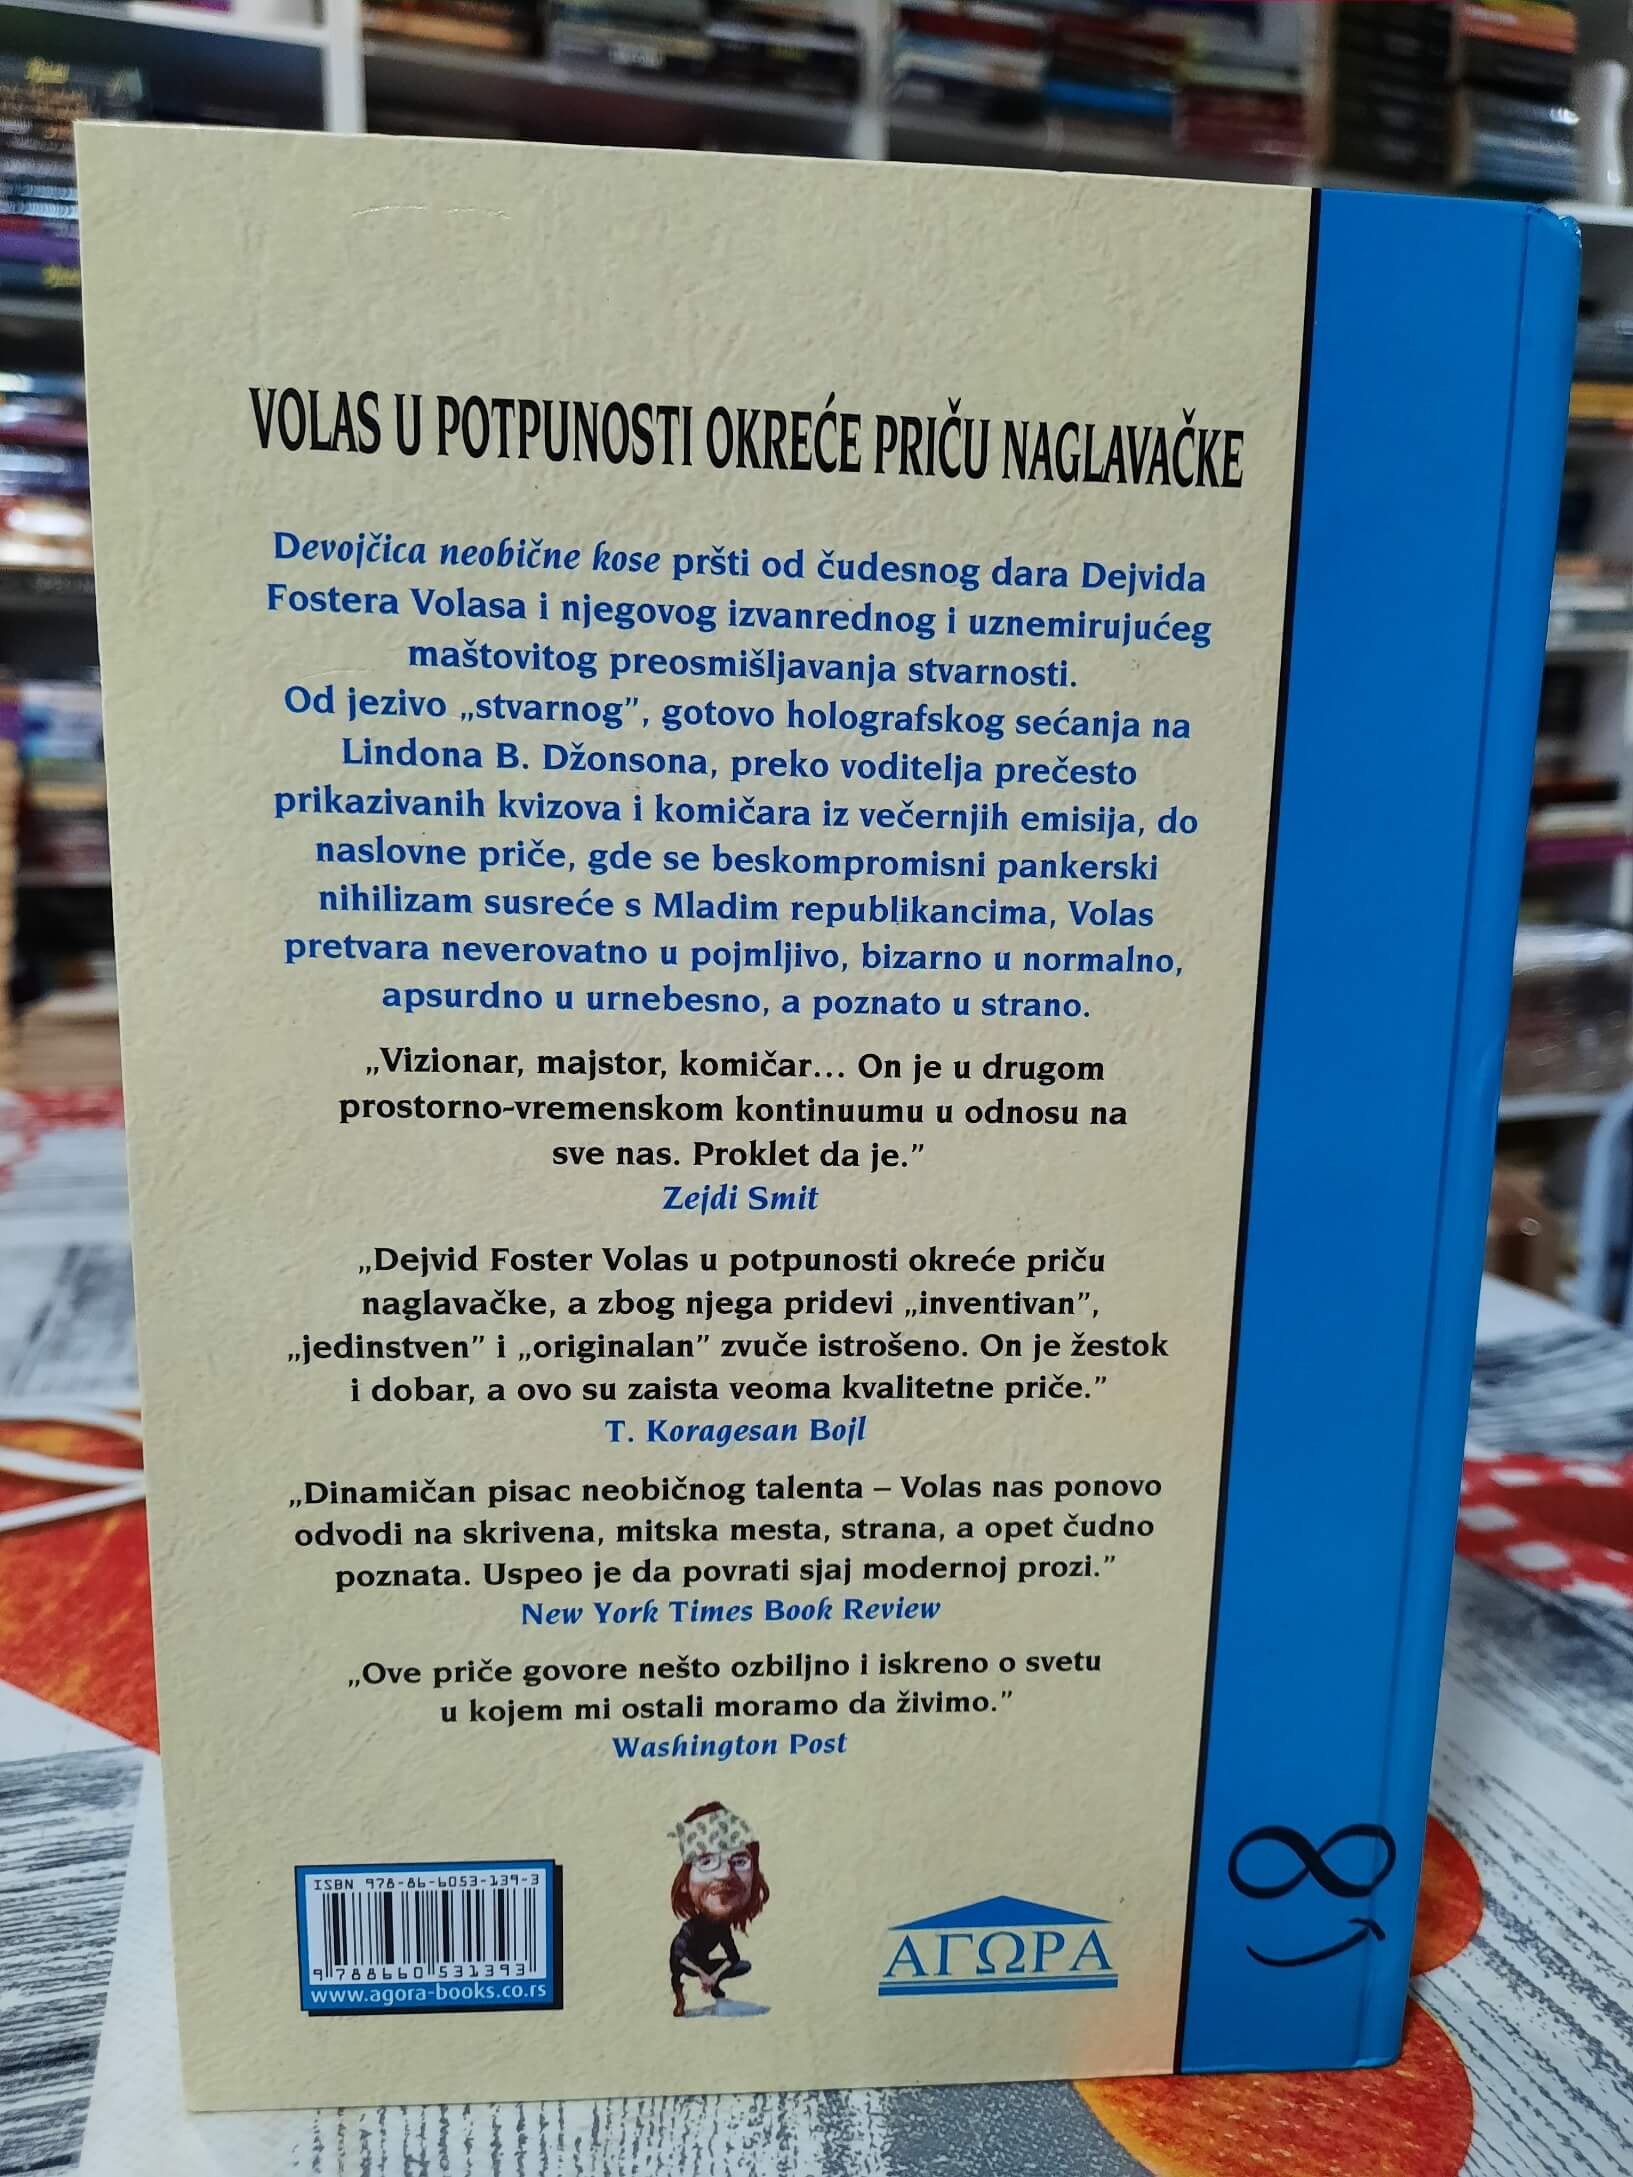 VOLAS U POTPUNOSTI OKREĆE PRIČU NAGLAVAČKE
Devojčica neobične kose pršti od čudesnog dara Dejvida
Fostera Volasa i njegovog izvanrednog i uznemirujućeg
maštovitog preosmišljavanja stvarnosti.
Od jezivo „stvarnog”, gotovo holografskog sećanja na
Lindona B. Džonsona, preko voditelja prečesto
prikazivanih kvizova i komičara iz večernjih emisija, do
naslovne priče, gde se beskompromisni pankerski
nihilizam susreće s Mladim republikancima, Volas
pretvara neverovatno u pojmljivo, bizarno u normalno,
apsurdno u urnebesno, a poznato u strano.
„Vizionar, majstor, komičar... On je u drugom
prostorno-vremenskom kontinuumu u odnosu na
sve nas. Proklet da je.”
Zejdi Smit
„Dejvid Foster Volas u potpunosti okreće priču
naglavačke, a zbog njega pridevi „inventivan”,
„jedinstven” i „originalan” zvuče istrošeno. On je žestok
i dobar, a ovo su zaista veoma kvalitetne priče.”
T. Koragesan Bojl
„Dinamičan pisac neobičnog talenta – Volas nas ponovo
odvodi na skrivena, mitska mesta, strana, a opet čudno
poznata. Uspeo je da povrati sjaj modernoj prozi.”
New York Times Book Review
„Ove priče govore nešto ozbiljno i iskreno o svetu
u kojem mi ostali moramo da živimo.”
Washington Post
ISBN 978-86-6053-139-3
9 788660 531393
www.agora-books.co.rs
ΑΓΩΡΑ